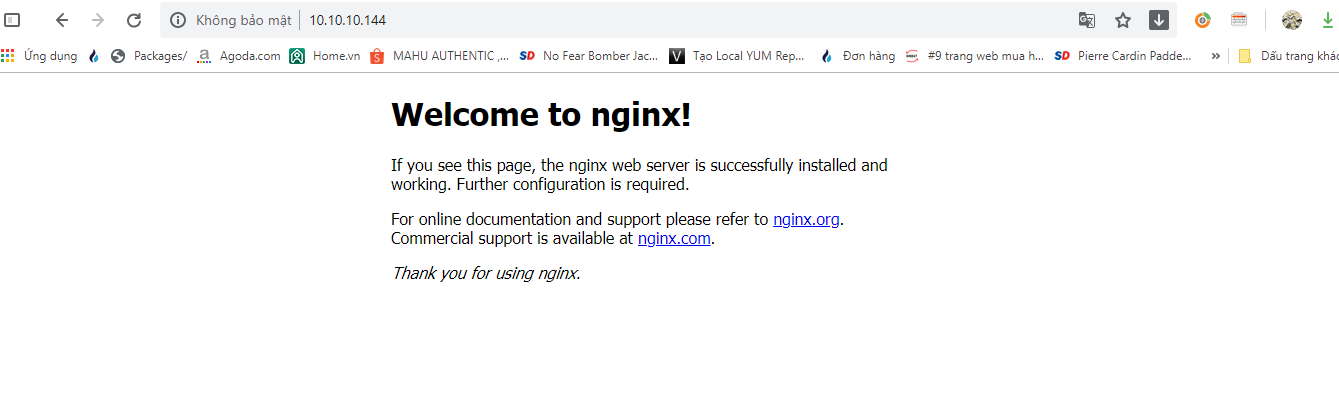 Không bảo mật 10.10.10.144
Ứng dụng Packages/ Agoda.com Home.vn MAHU AUTHENTIC ,... SD No Fear Bomber Jac... V Tạo Local YUM Rep... Đơn hàng #9 trang web mua h... SD Pierre Cardin Padde... » Dấu trang khác
Welcome to nginx!
If you see this page, the nginx web server is successfully installed and
working. Further configuration is required.
For online documentation and support please refer to nginx.org.
Commercial support is available at nginx.com.
Thank you for using nginx.